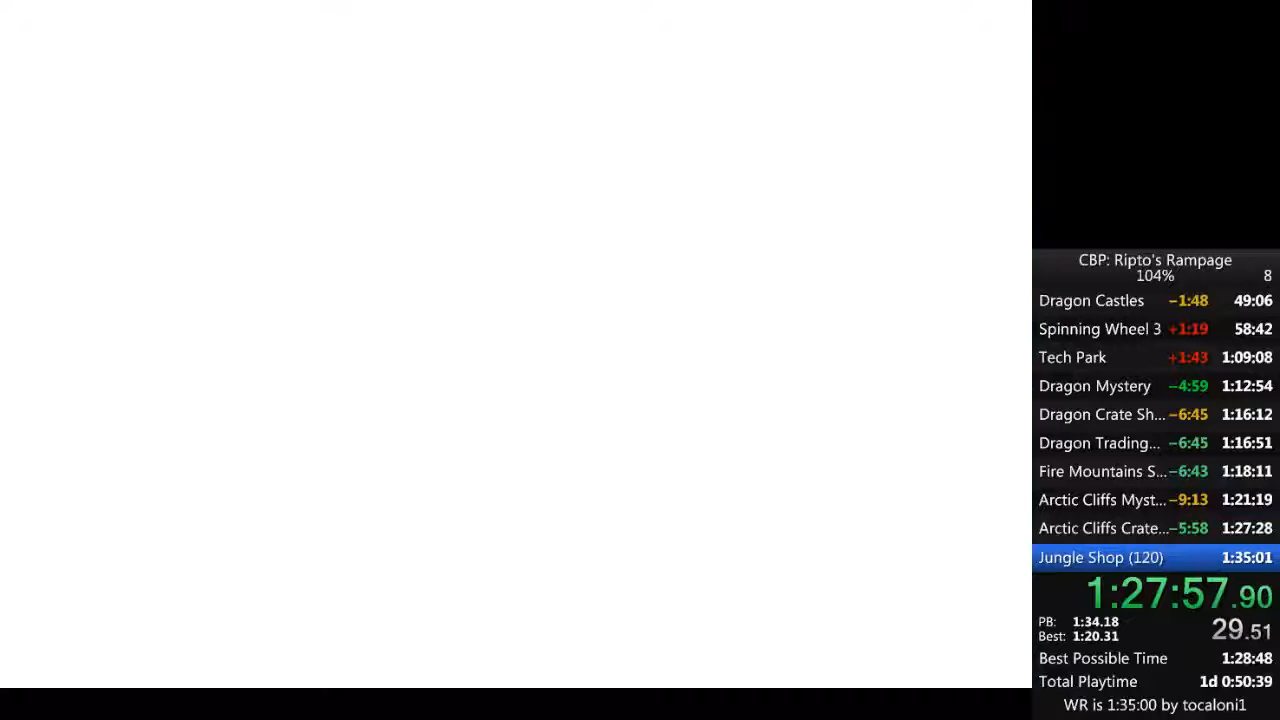 CBP: Ripto's Rampage
104% 8
Dragon Castles −1:48 49:06
Spinning Wheel 3 +1:19 58:42
Tech Park +1:43 1:09:08
Dragon Mystery −4:59 1:12:54
Dragon Crate Sh... −6:45 1:16:12
Dragon Trading... −6:45 1:16:51
Fire Mountains S... −6:43 1:18:11
Arctic Cliffs Myst... −9:13 1:21:19
Arctic Cliffs Crate... −5:58 1:27:28
Jungle Shop (120) 1:35:01
1:27:57.90
PB: 1:34.18 29.51
Best: 1:20.31
Best Possible Time 1:28:48
Total Playtime 1d 0:50:39
WR is 1:35:00 by tocaloni1